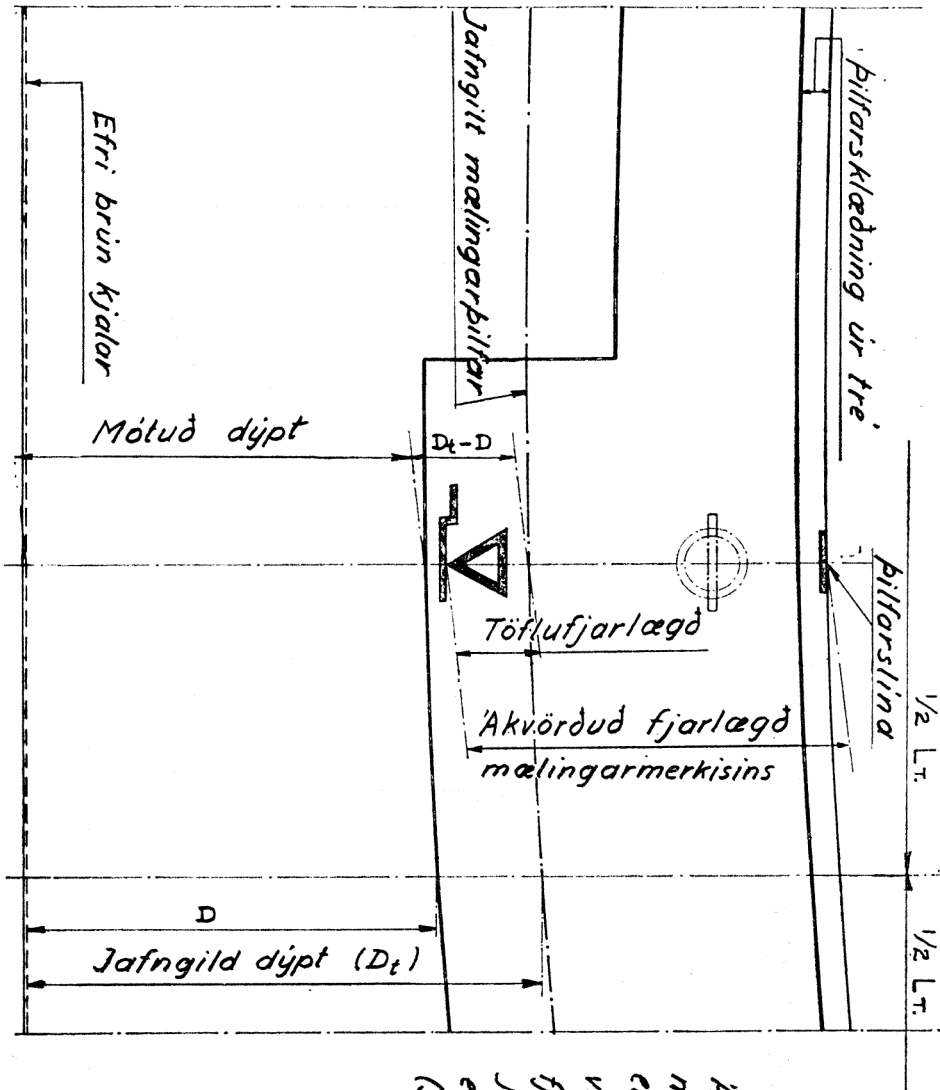 Þilfarsklæðning úr tré
Jafngilt mælingarþilfar
Efri brún kjalar
Mótuð dýpt
Dt-D
Þilfarslína
1/2 LT.
Töflufjarlægð
Ákvörðuð fjarlægð
mælingarmerkisins
1/2 LT.
D
Jafngild dýpt (Dt)